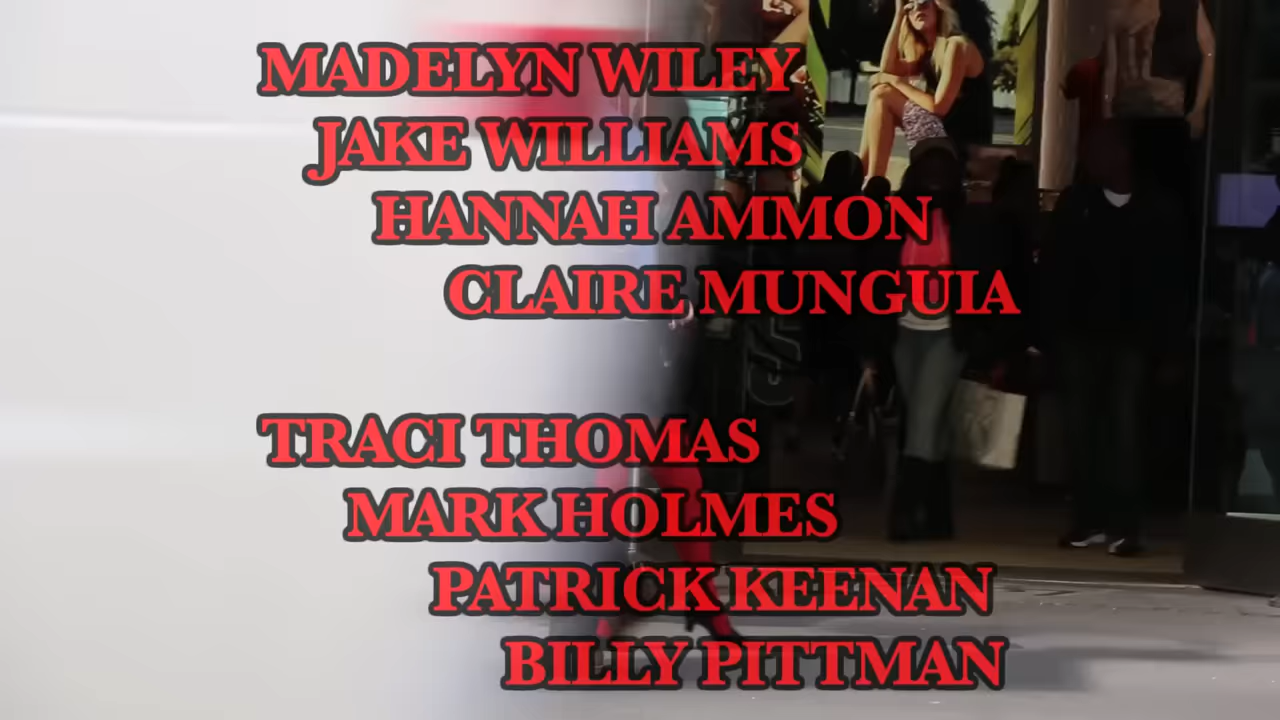 MADELYN WILEY
JAKE WILLIAMS
HANNAH AMMON
CLAIRE MUNGUIA
TRACI THOMAS
MARK HOLMES
PATRICK KEENAN
BILLY PITTMAN